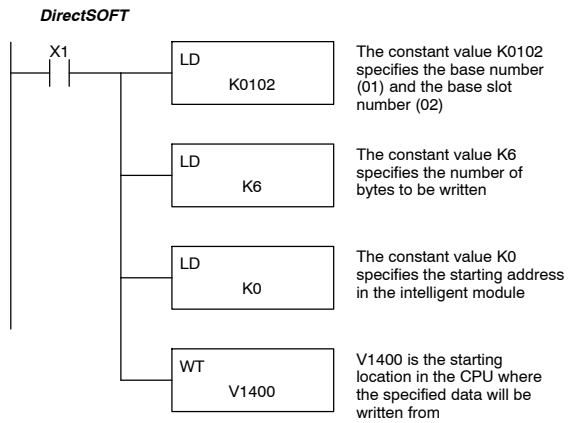 DirectSOFT
X1
LD
K0102
The constant value K0102
specifies the base number
(01) and the base slot
number (02)
LD
K6
The constant value K6
specifies the number of
bytes to be written
LD
K0
The constant value K0
specifies the starting address
in the intelligent module
WT
V1400
V1400 is the starting
location in the CPU where
the specified data will be
written from